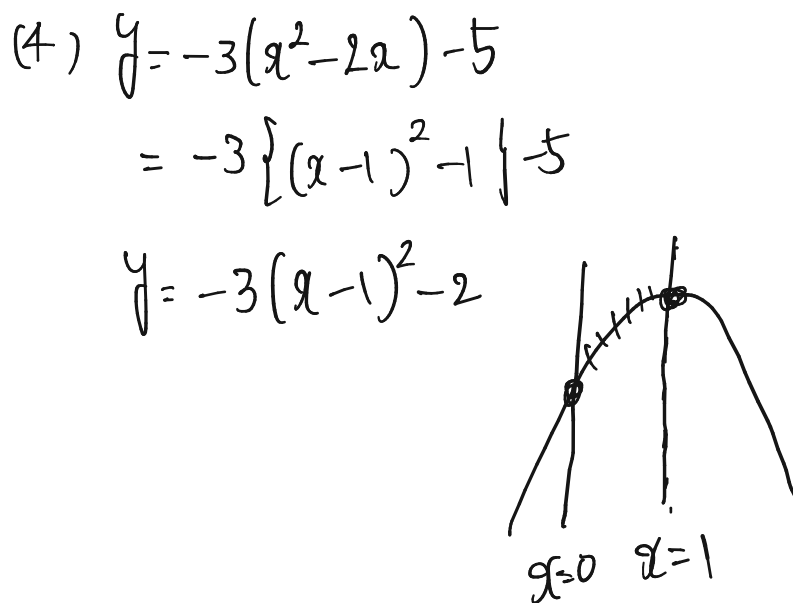 (4) y = -3(x² - 2x) - 5
= -3{(x - 1)² - 1} - 5
y = -3(x - 1)² - 2
x=0 x=1